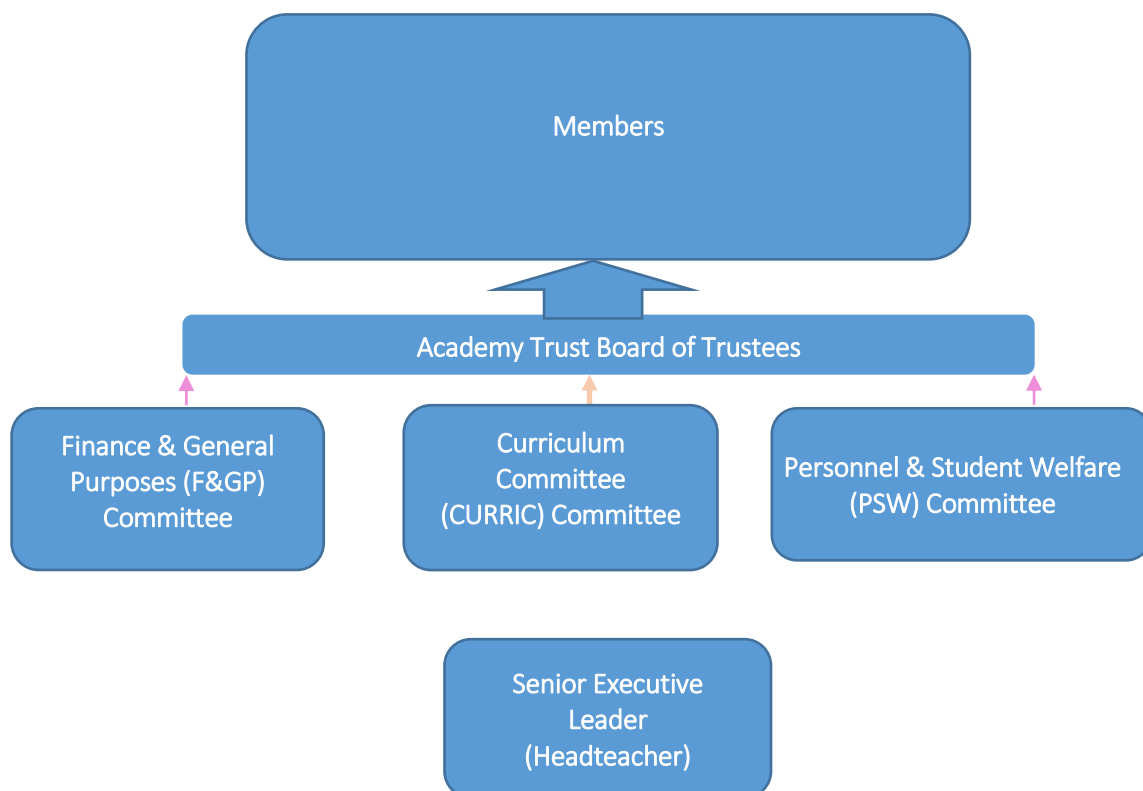 Members
Academy Trust Board of Trustees
Finance & General
Purposes (F&GP)
Committee
Curriculum
Committee
(CURRIC) Committee
Personnel & Student Welfare
(PSW) Committee
Senior Executive
Leader
(Headteacher)